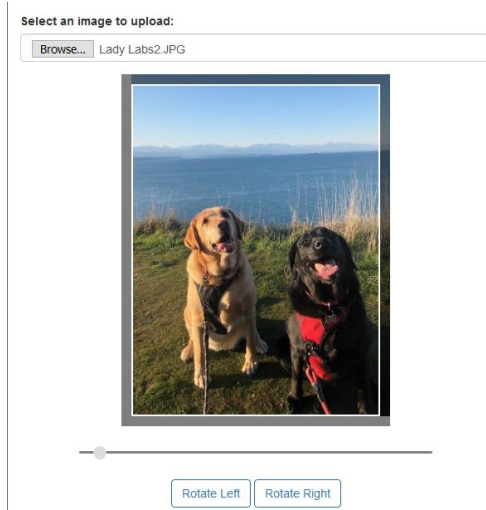 Select an image to upload:
Browse... Lady Labs2.JPG
Rotate Left Rotate Right